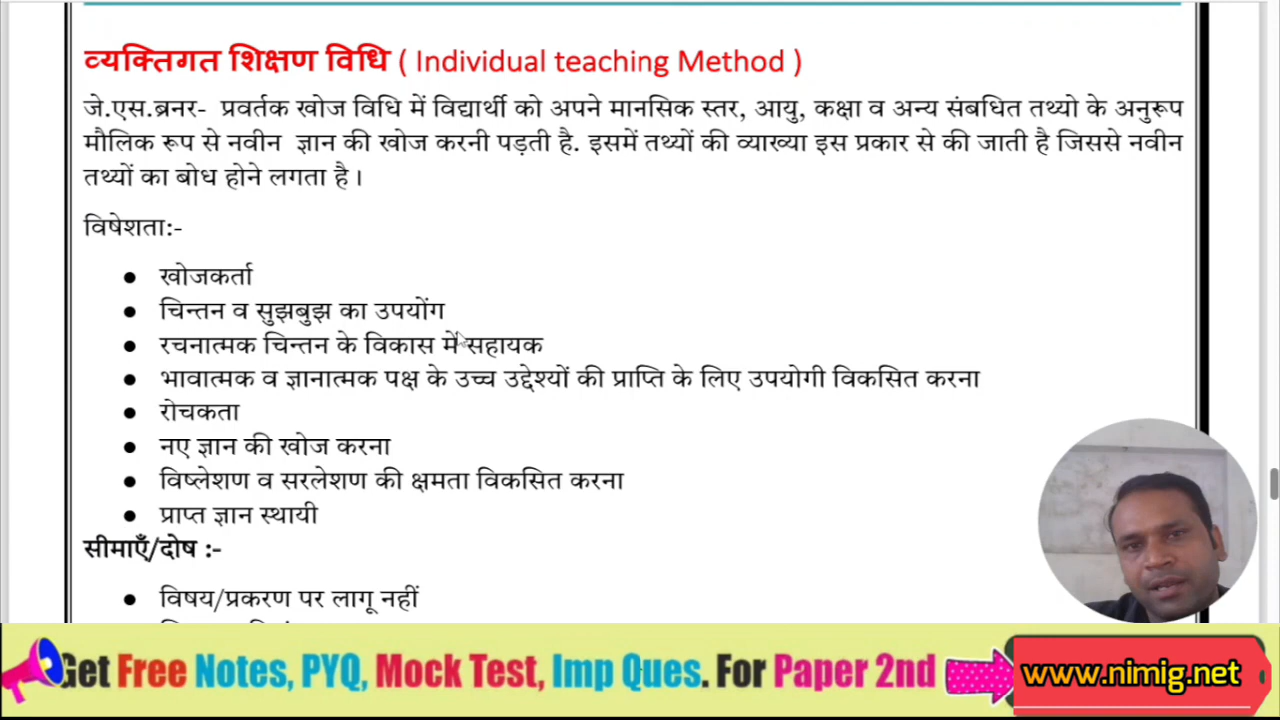 व्यक्तिगत शिक्षण विधि ( Individual teaching Method )
जे.एस.ब्रनर- प्रवर्तक खोज विधि में विद्यार्थी को अपने मानसिक स्तर, आयु, कक्षा व अन्य संबधित तथ्यो के अनुरूप
मौलिक रूप से नवीन ज्ञान की खोज करनी पड़ती है. इसमें तथ्यों की व्याख्या इस प्रकार से की जाती है जिससे नवीन
तथ्यों का बोध होने लगता है ।
विषेशता:-
● खोजकर्ता
● चिन्तन व सुझबुझ का उपयोंग
● रचनात्मक चिन्तन के विकास में सहायक
● भावात्मक व ज्ञानात्मक पक्ष के उच्च उद्देश्यों की प्राप्ति के लिए उपयोगी विकसित करना
● रोचकता
● नए ज्ञान की खोज करना
● विष्लेशण व सरलेशण की क्षमता विकसित करना
● प्राप्त ज्ञान स्थायी
सीमाएँ/दोष :-
● विषय/प्रकरण पर लागू नहीं
Get Free Notes, PYQ, Mock Test, Imp Ques. For Paper 2nd
www.nimig.net